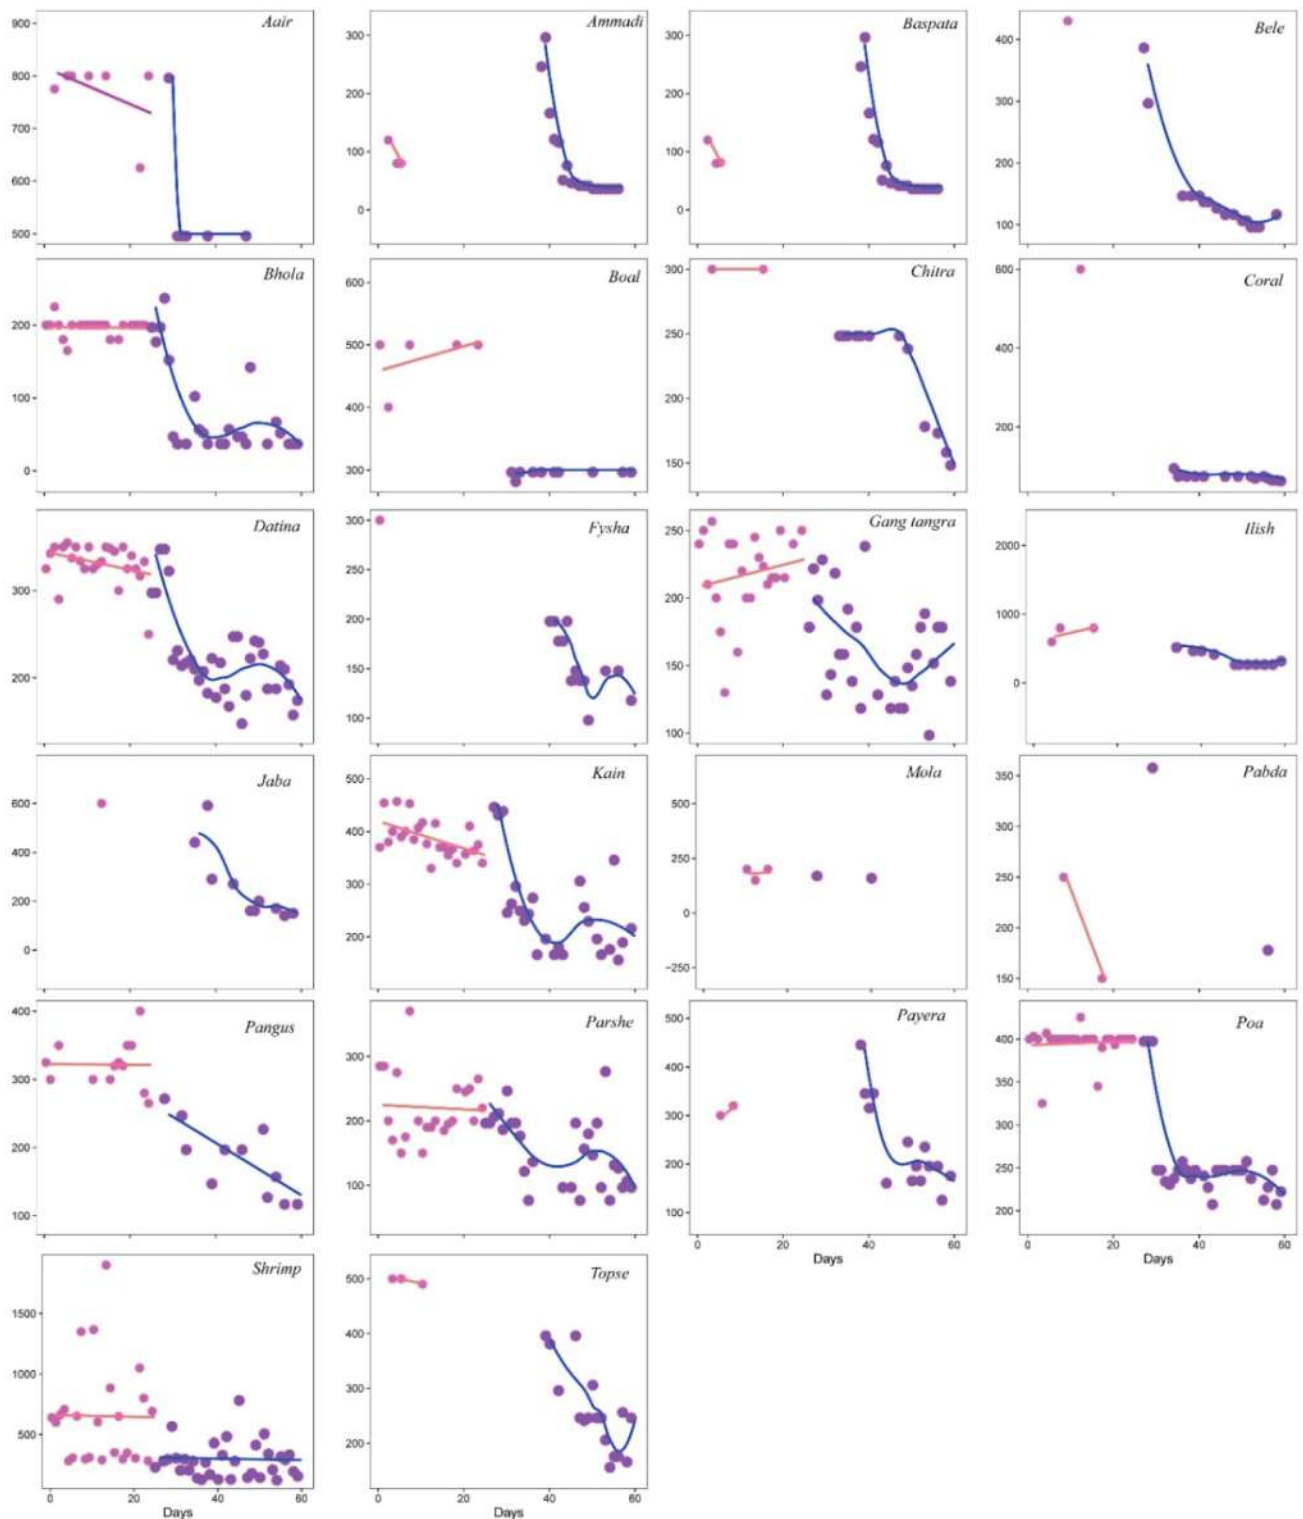 Aair
900
800
700
600
500
Ammadi
300
200
100
0
Baspata
300
200
100
0
Bele
400
300
200
100
Bhola
200
100
0
Boal
600
500
400
300
Chitra
300
250
200
150
Coral
600
400
200
Datina
300
200
Fysha
300
250
200
150
100
Gang tangra
250
200
150
100
Ilish
2000
1000
0
Jaba
600
400
200
0
Kain
500
400
300
200
Mola
500
250
0
−250
Pabda
350
300
250
200
150
Pangus
400
300
200
100
Parshe
300
200
100
Payera
500
400
300
200
100
0 20 40 60
Days
Poa
400
350
300
250
200
0 20 40 60
Days
Shrimp
1500
1000
500
0 20 40 60
Days
Topse
500
400
300
200
0 20 40 60
Days